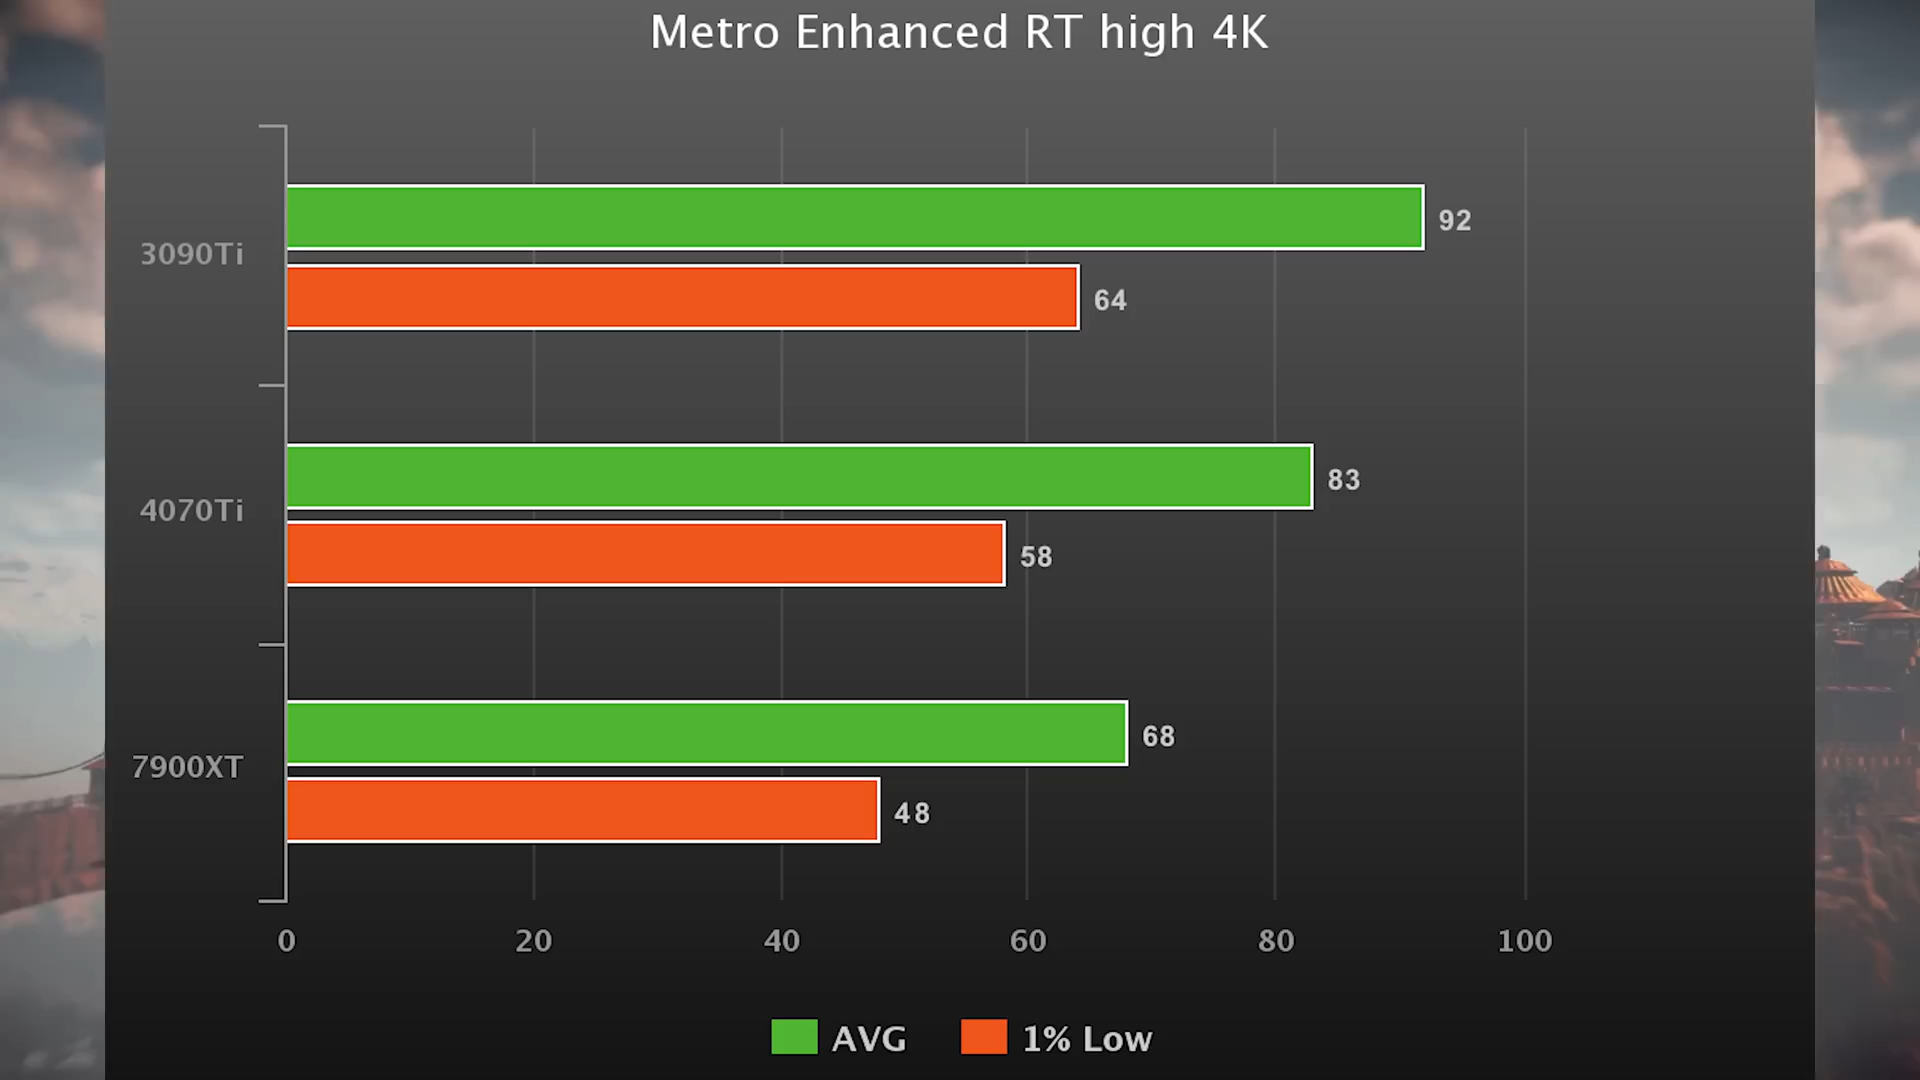 Metro Enhanced RT high 4K
3090Ti
92
64
4070Ti
83
58
7900XT
68
48
0 20 40 60 80 100
AVG 1% Low